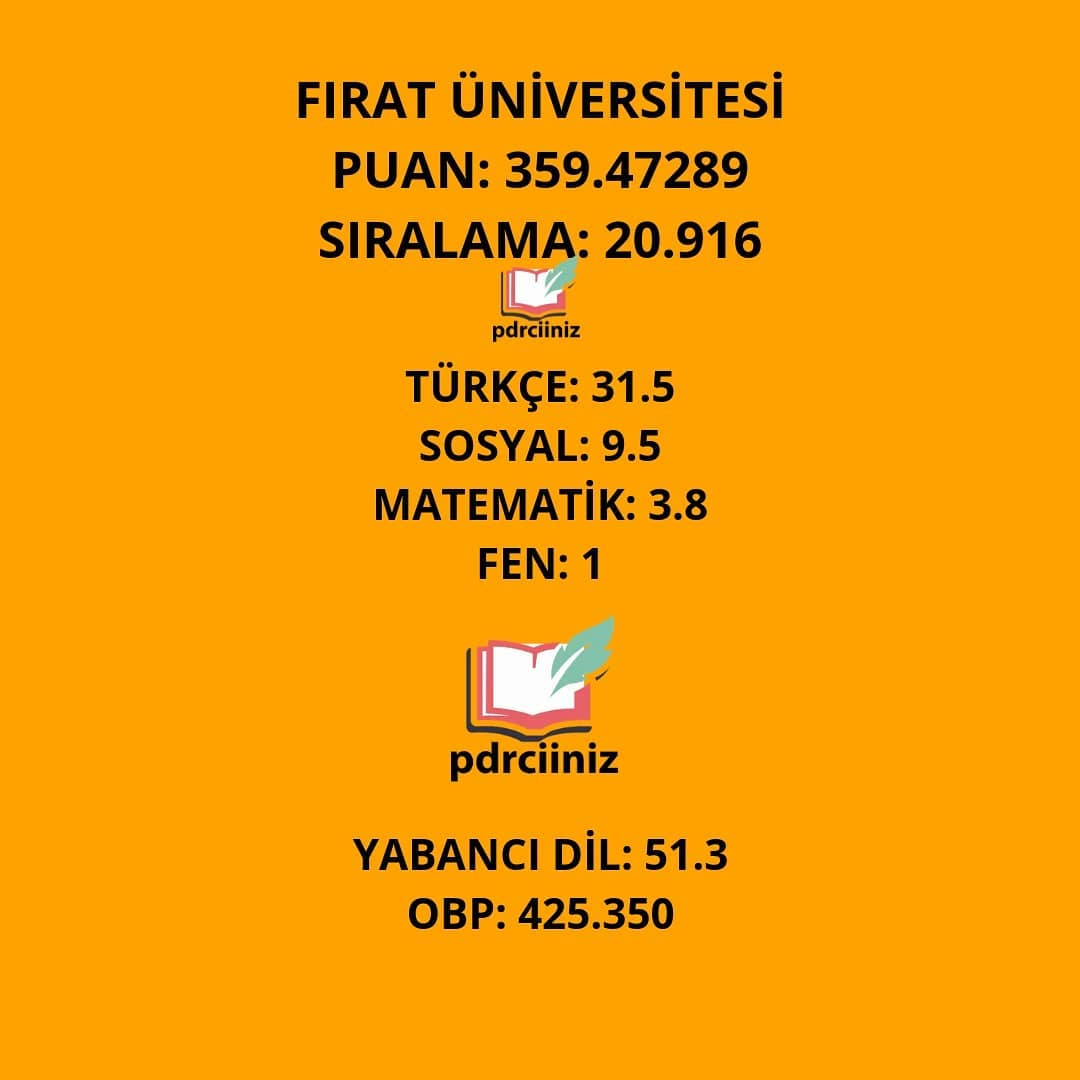 FIRAT ÜNİVERSİTESİ
PUAN: 359.47289
SIRALAMA: 20.916
pdrciiniz
TÜRKÇE: 31.5
SOSYAL: 9.5
MATEMATİK: 3.8
FEN: 1
pdrciiniz
YABANCI DİL: 51.3
OBP: 425.350